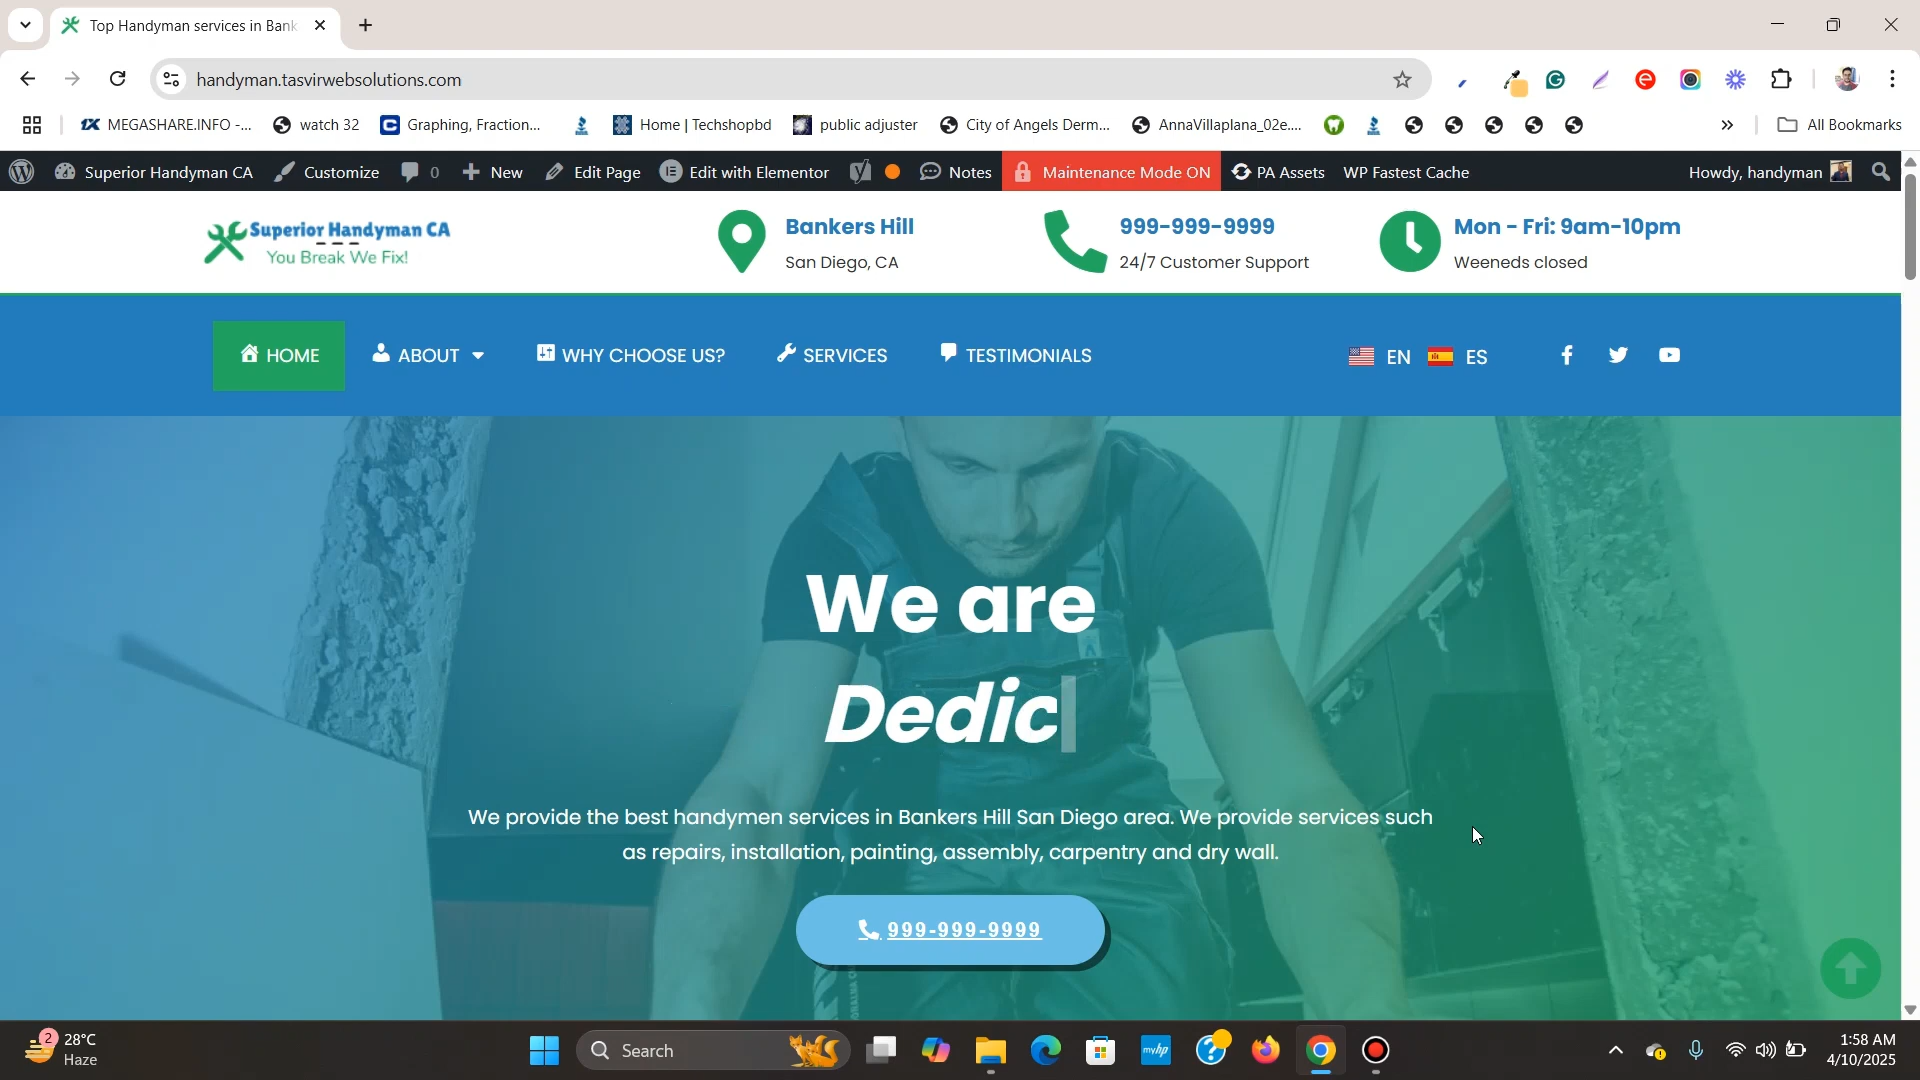 Top Handyman services in Bank
handyman.tasvirwebsolutions.com
MEGASHARE.INFO -...
watch 32
Graphing, Fraction...
Home | Techshopbd
public adjuster
City of Angels Derm...
AnnaVillaplana_02e....
All Bookmarks
Superior Handyman CA
Customize
0
New
Edit Page
Edit with Elementor
Notes
Maintenance Mode ON
PA Assets
WP Fastest Cache
Howdy, handyman
Superior Handyman CA
You Break We Fix!
Bankers Hill
San Diego, CA
999-999-9999
24/7 Customer Support
Mon - Fri: 9am-10pm
Weeneds closed
HOME
ABOUT
WHY CHOOSE US?
SERVICES
TESTIMONIALS
EN
ES
We are
Dedic
We provide the best handymen services in Bankers Hill San Diego area. We provide services such
as repairs, installation, painting, assembly, carpentry and dry wall.
999-999-9999
2
28°C
Haze
Search
myhp
1:58 AM
4/10/2025